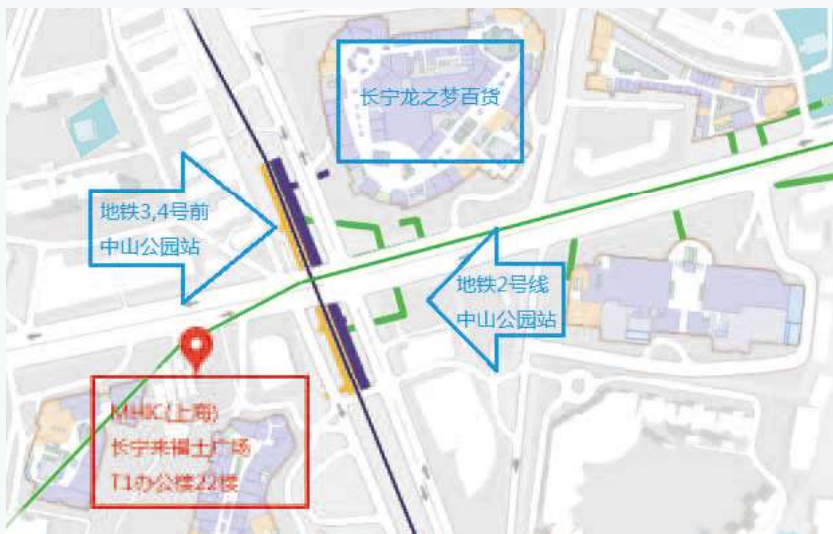 长宁龙之梦百货
地铁3,4号前
中山公园站
地铁2号线
中山公园站
MHIC(上海)
长宁来福士广场
T1办公楼22楼